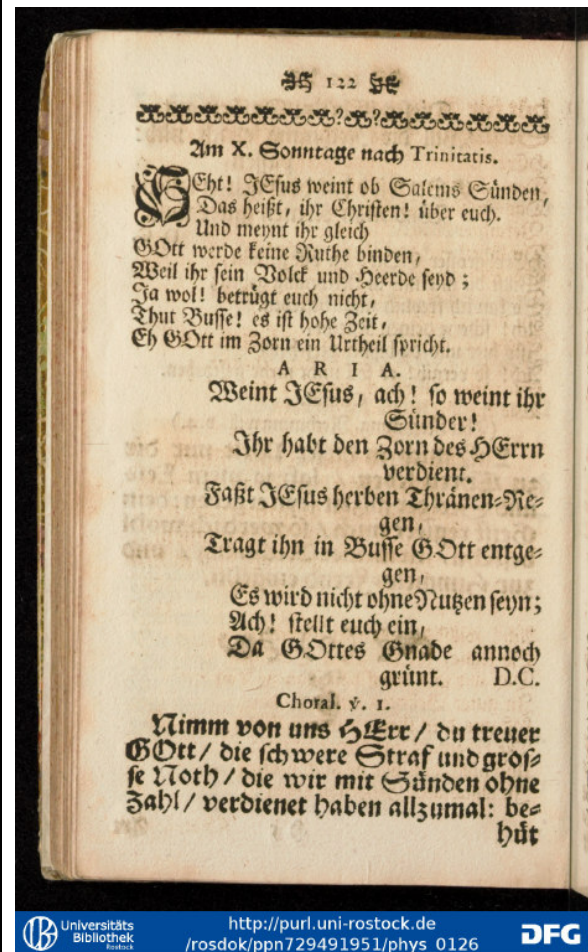 122
Am X. Sonntage nach Trinitatis.
SEht! JEsus weint ob Salems Sünden,
Das heißt, ihr Christen! über euch.
Und meynt ihr gleich
GOtt werde keine Ruthe binden,
Weil ihr sein Volck und Heerde seyd;
Ja wol! betrügt euch nicht,
Thut Busse! es ist hohe Zeit,
Eh GOtt im Zorn ein Urtheil spricht.
A R I A.
Weint JEsus, ach! so weint ihr
Sünder!
Ihr habt den Zorn des HErrn
verdient.
Faßt JEsus herben Thränen-Re-
gen,
Tragt ihn in Busse GOtt entge-
gen,
Es wird nicht ohne Nutzen seyn;
Ach! stellt euch ein,
Da GOttes Gnade annoch
grünt. D.C.
Choral. v. 1.
Nimm von uns HErr / du treuer
GOtt / die schwere Straf und gros-
se Noth / die wir mit Sünden ohne
Zahl / verdienet haben allzumal: be-
hüt
Universitäts
Bibliothek
Rostock
http://purl.uni-rostock.de
/rosdok/ppn729491951/phys_0126
DFG